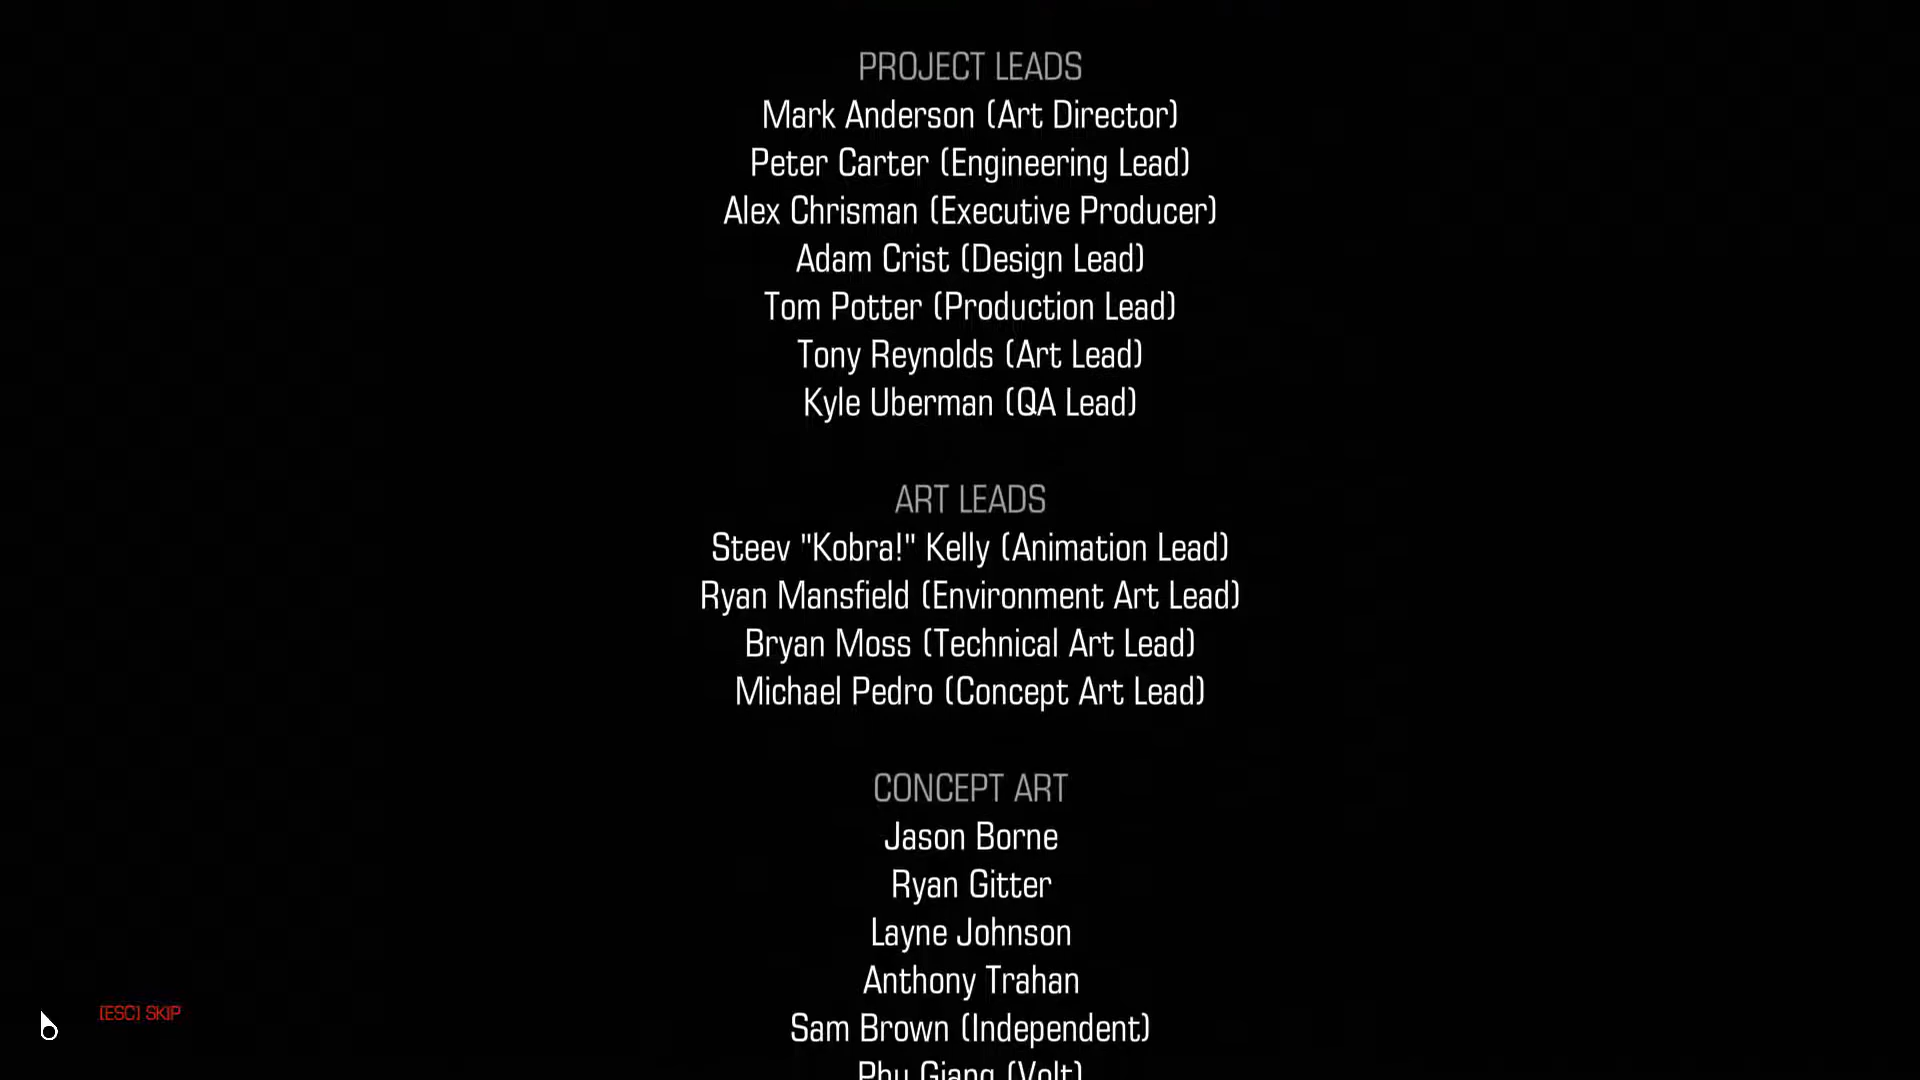 PROJECT LEADS
Mark Anderson (Art Director)
Peter Carter (Engineering Lead)
Alex Chrisman (Executive Producer)
Adam Crist (Design Lead)
Tom Potter (Production Lead)
Tony Reynolds (Art Lead)
Kyle Uberman (QA Lead)
ART LEADS
Steev "Kobra!" Kelly (Animation Lead)
Ryan Mansfield (Environment Art Lead)
Bryan Moss (Technical Art Lead)
Michael Pedro (Concept Art Lead)
CONCEPT ART
Jason Borne
Ryan Gitter
Layne Johnson
Anthony Trahan
[ESC] SKIP
Sam Brown (Independent)
Phu Giang (Volt)